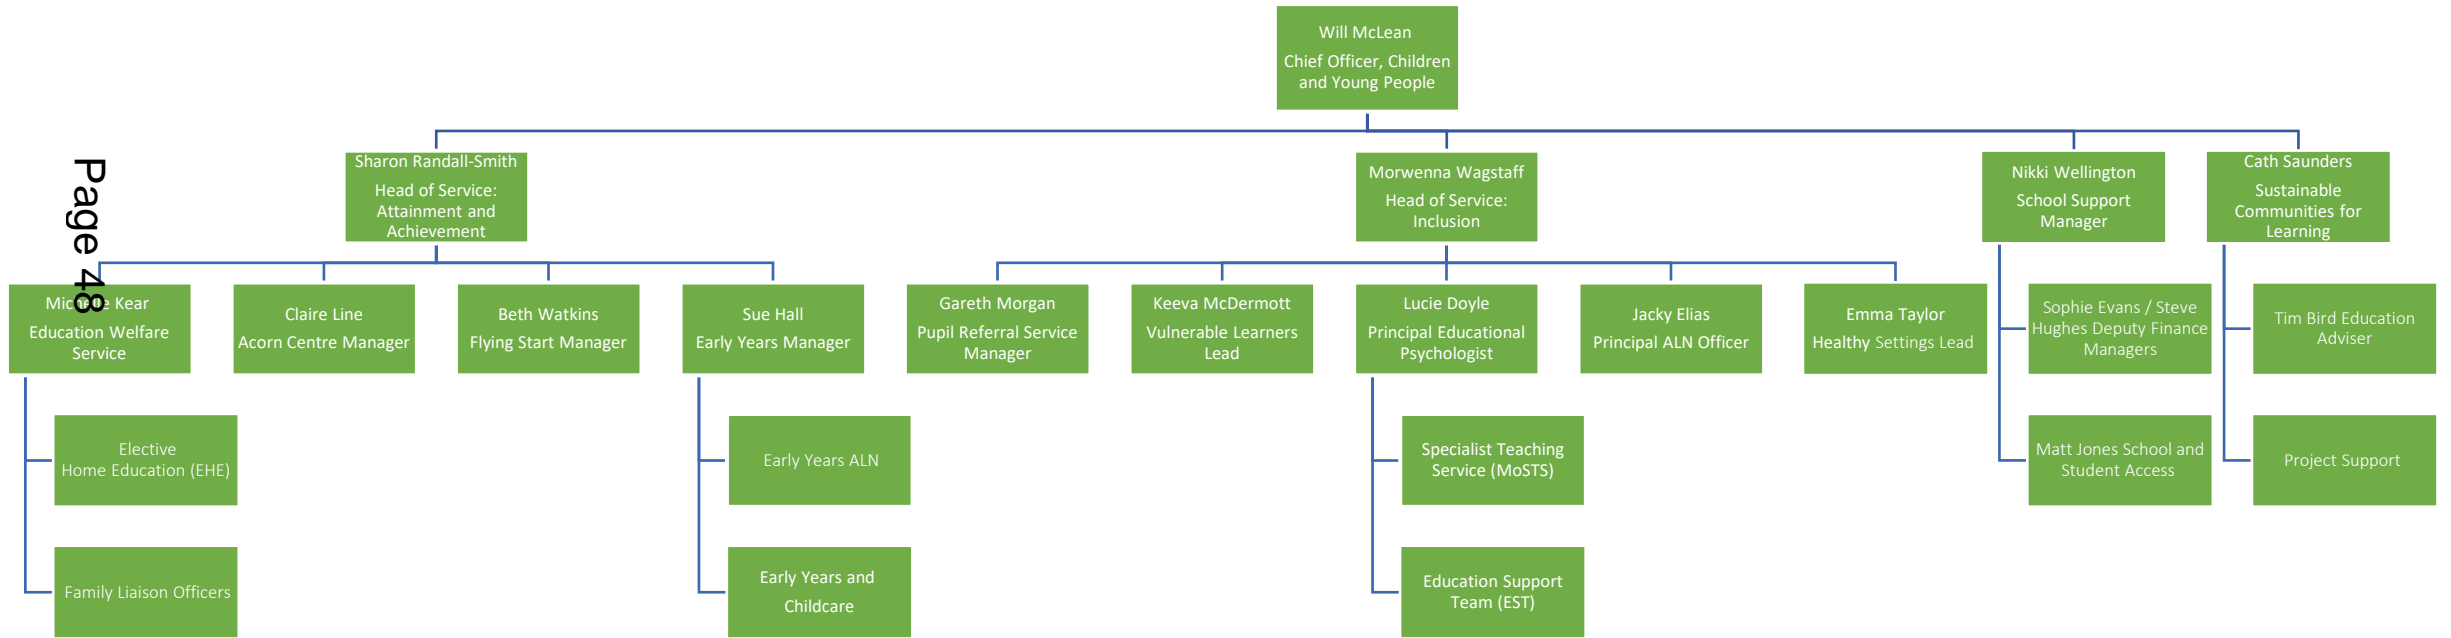 Will McLean
Chief Officer, Children
and Young People
Page 48
Sharon Randall-Smith
Head of Service:
Attainment and
Achievement
Morwenna Wagstaff
Head of Service:
Inclusion
Nikki Wellington
School Support
Manager
Cath Saunders
Sustainable
Communities for
Learning
Michelle Kear
Education Welfare
Service
Claire Line
Acorn Centre Manager
Beth Watkins
Flying Start Manager
Sue Hall
Early Years Manager
Gareth Morgan
Pupil Referral Service
Manager
Keeva McDermott
Vulnerable Learners
Lead
Lucie Doyle
Principal Educational
Psychologist
Jacky Elias
Principal ALN Officer
Emma Taylor
Healthy Settings Lead
Sophie Evans / Steve
Hughes Deputy Finance
Managers
Tim Bird Education
Adviser
Elective
Home Education (EHE)
Early Years ALN
Specialist Teaching
Service (MoSTS)
Matt Jones School and
Student Access
Project Support
Family Liaison Officers
Early Years and
Childcare
Education Support
Team (EST)